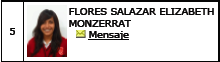 5
FLORES SALAZAR ELIZABETH
MONZERRAT
Mensaje